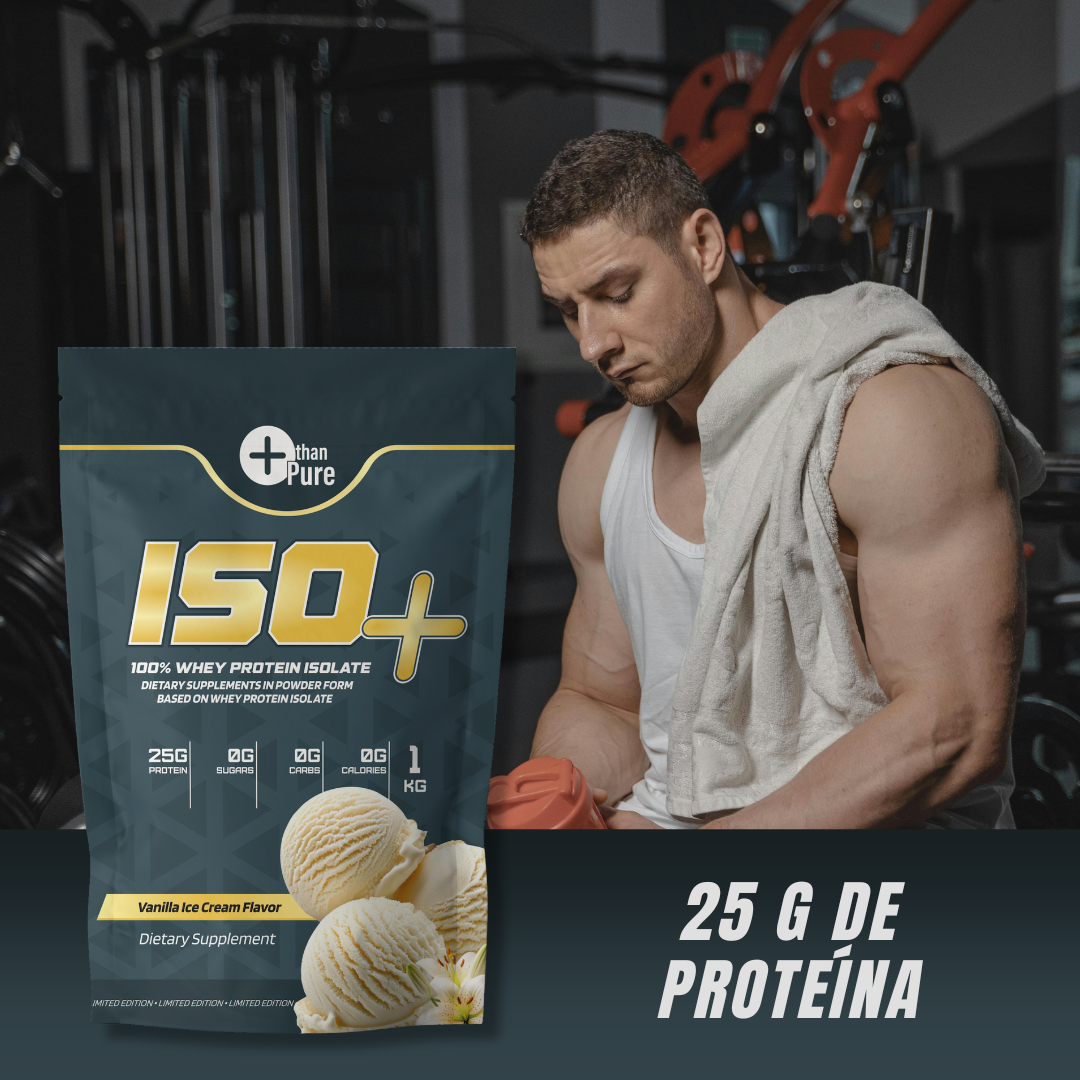 + than
Pure
ISO+
100% WHEY PROTEIN ISOLATE
DIETARY SUPPLEMENTS IN POWDER FORM
BASED ON WHEY PROTEIN ISOLATE
25G 0G 0G 0G 1
PROTEIN SUGARS CARBS CALORIES KG
Vanilla Ice Cream Flavor
Dietary Supplement
IMITED EDITION • LIMITED EDITION • LIMITED EDITION
25 G DE
PROTEÍNA